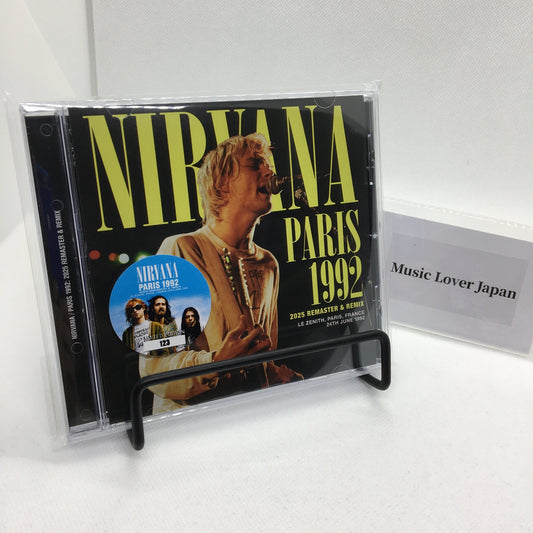 NIRVANA
PARIS
1992
2025 REMASTER & REMIX
LE ZENITH, PARIS, FRANCE
24TH JUNE 1992
NIRVANA
PARIS 1992
123
NIRVANA / PARIS 1992: 2025 REMASTER & REMIX
Music Lover Japan